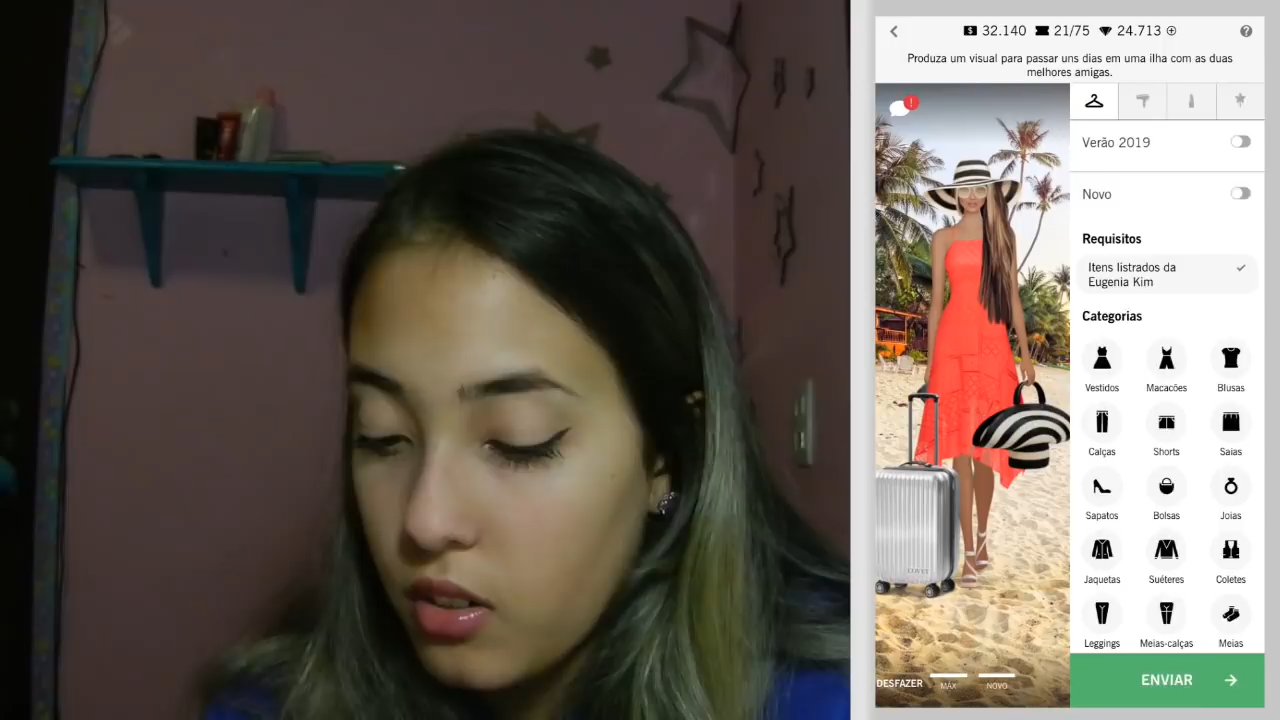 $ 32.140 21/75 24.713
?
Produza um visual para passar uns dias em uma ilha com as duas
melhores amigas.
!
Verão 2019
Novo
Requisitos
Itens listrados da
Eugenia Kim
Categorias
Vestidos Macacões Blusas
Calças Shorts Saias
Sapatos Bolsas Joias
Jaquetas Suéteres Coletes
Leggings Meias-calças Meias
COVET
DESFAZER MÁX NOVO
ENVIAR